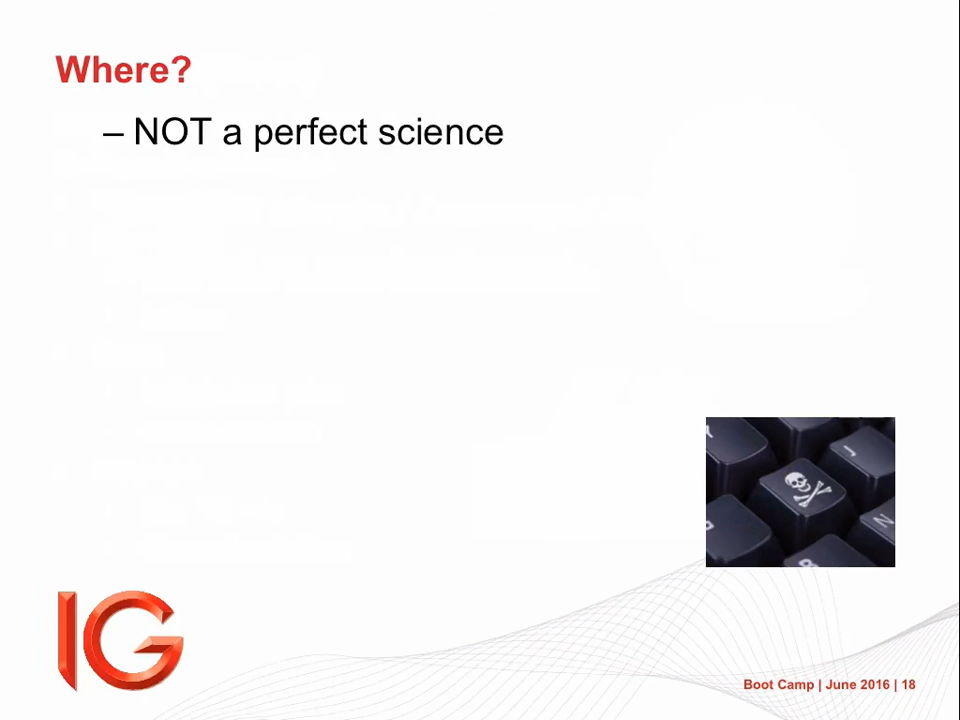 Where?
– NOT a perfect science
IG
Boot Camp | June 2016 | 18